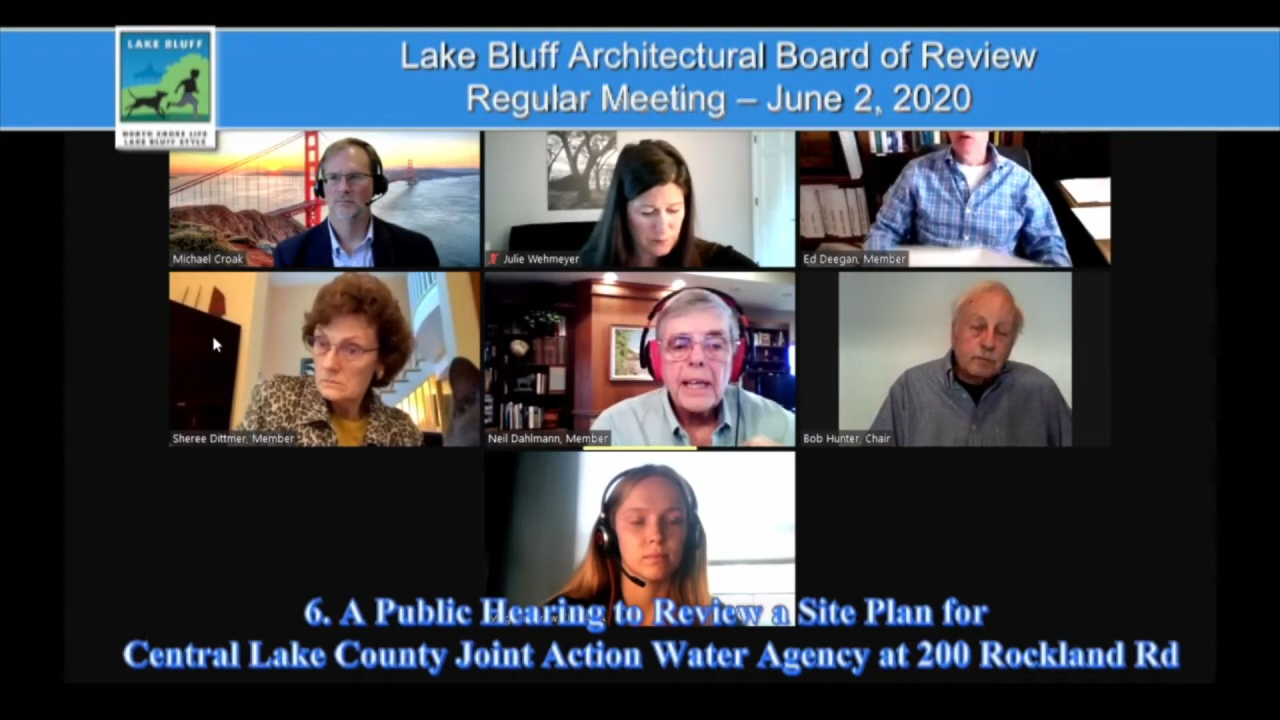 LAKE BLUFF
NORTH SHORE LIFE
LAKE BLUFF STYLE
Lake Bluff Architectural Board of Review
Regular Meeting – June 2, 2020
Michael Croak
Julie Wehmeyer
Ed Deegan, Member
Sheree Dittmer, Member
Neil Dahlmann, Member
Bob Hunter, Chair
6. A Public Hearing to Review a Site Plan for
Central Lake County Joint Action Water Agency at 200 Rockland Rd